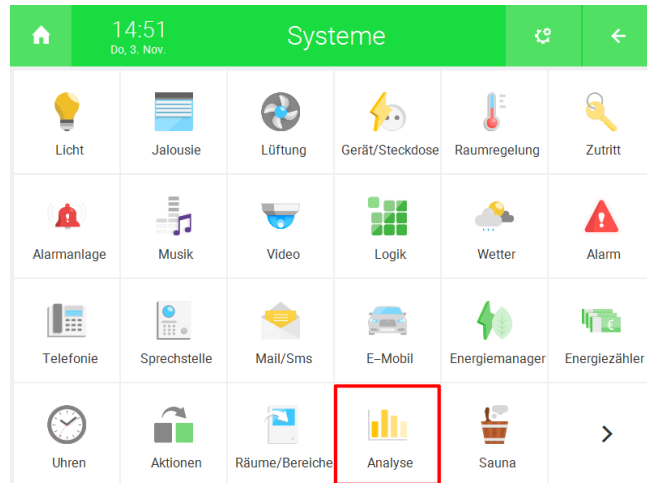 14:51
Do, 3. Nov.
Systeme
Licht
Jalousie
Lüftung
Gerät/Steckdose
Raumregelung
Zutritt
Alarmanlage
Musik
Video
Logik
Wetter
Alarm
Telefonie
Sprechstelle
Mail/Sms
E–Mobil
Energiemanager
Energiezähler
Uhren
Aktionen
Räume/Bereiche
Analyse
Sauna